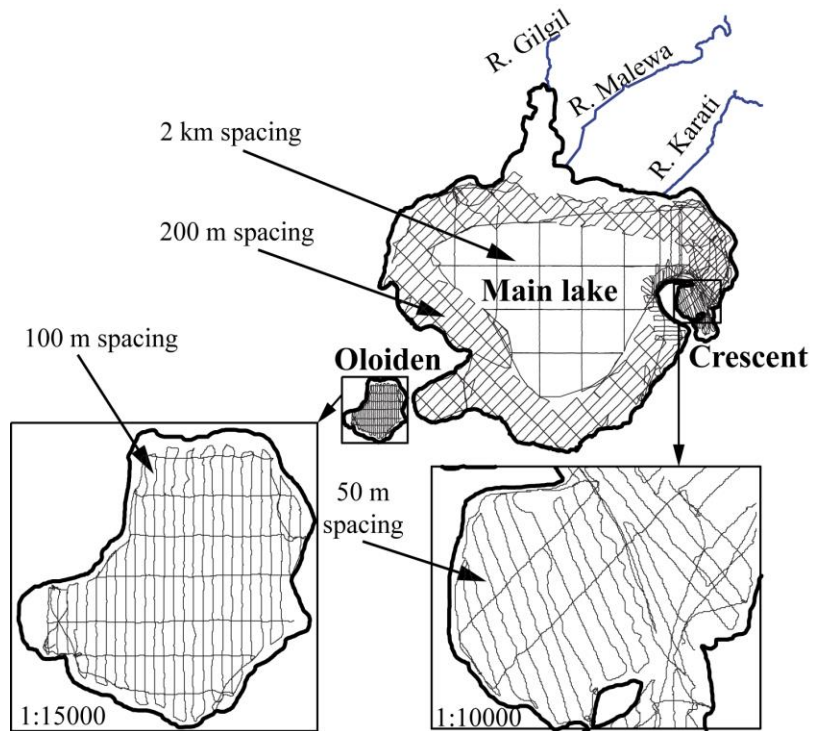 R. Gilgil
R. Malewa
R. Karati
2 km spacing
200 m spacing
Main lake
100 m spacing
Oloiden
Crescent
50 m
spacing
1:15000
1:10000